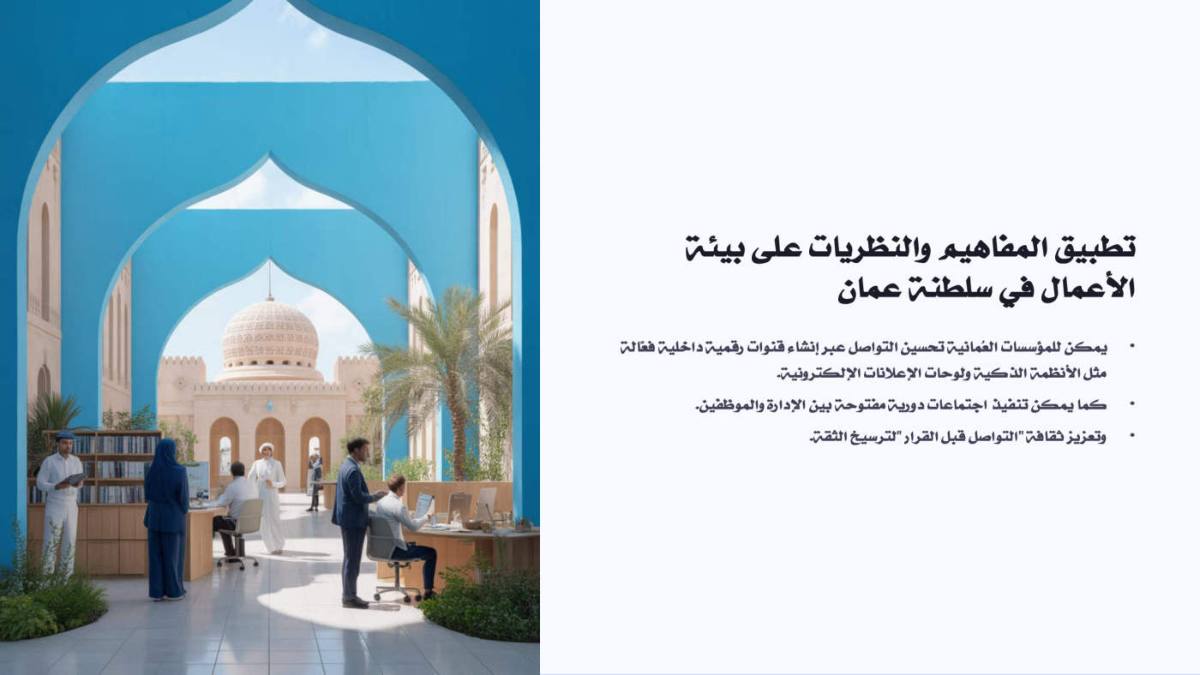 تطبيق المفاهيم والنظريات على بيئة
الأعمال في سلطنة عمان
• يمكن للمؤسسات العُمانية تحسين التواصل عبر إنشاء قنوات رقمية داخلية فعّالة
مثل الأنظمة الذكية ولوحات الإعلانات الإلكترونية.
• كما يمكن تنفيذ اجتماعات دورية مفتوحة بين الإدارة والموظفين.
• وتعزيز ثقافة "التواصل قبل القرار "لترسيخ الثقة.